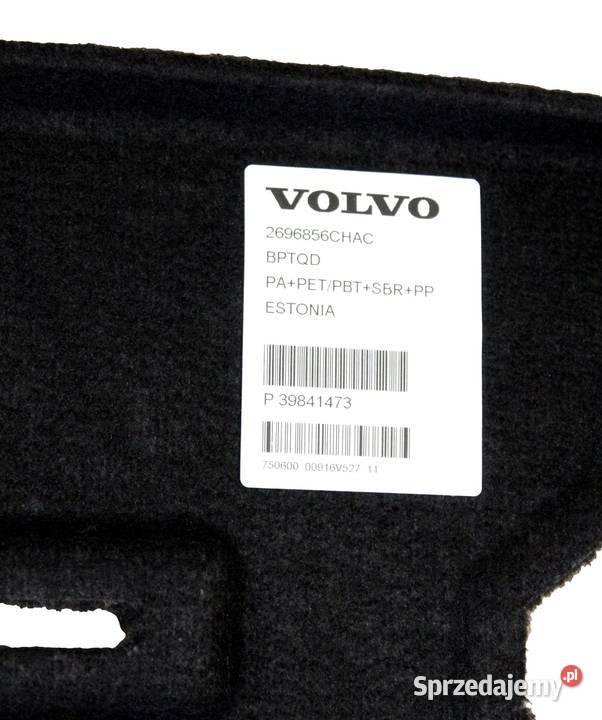 VOLVO
2696856CHAC
BPTQD
PA+PET/PBT+SBR+PP
ESTONIA
P 39841473
750600 00916V527 11
Sprzedajemy.pl